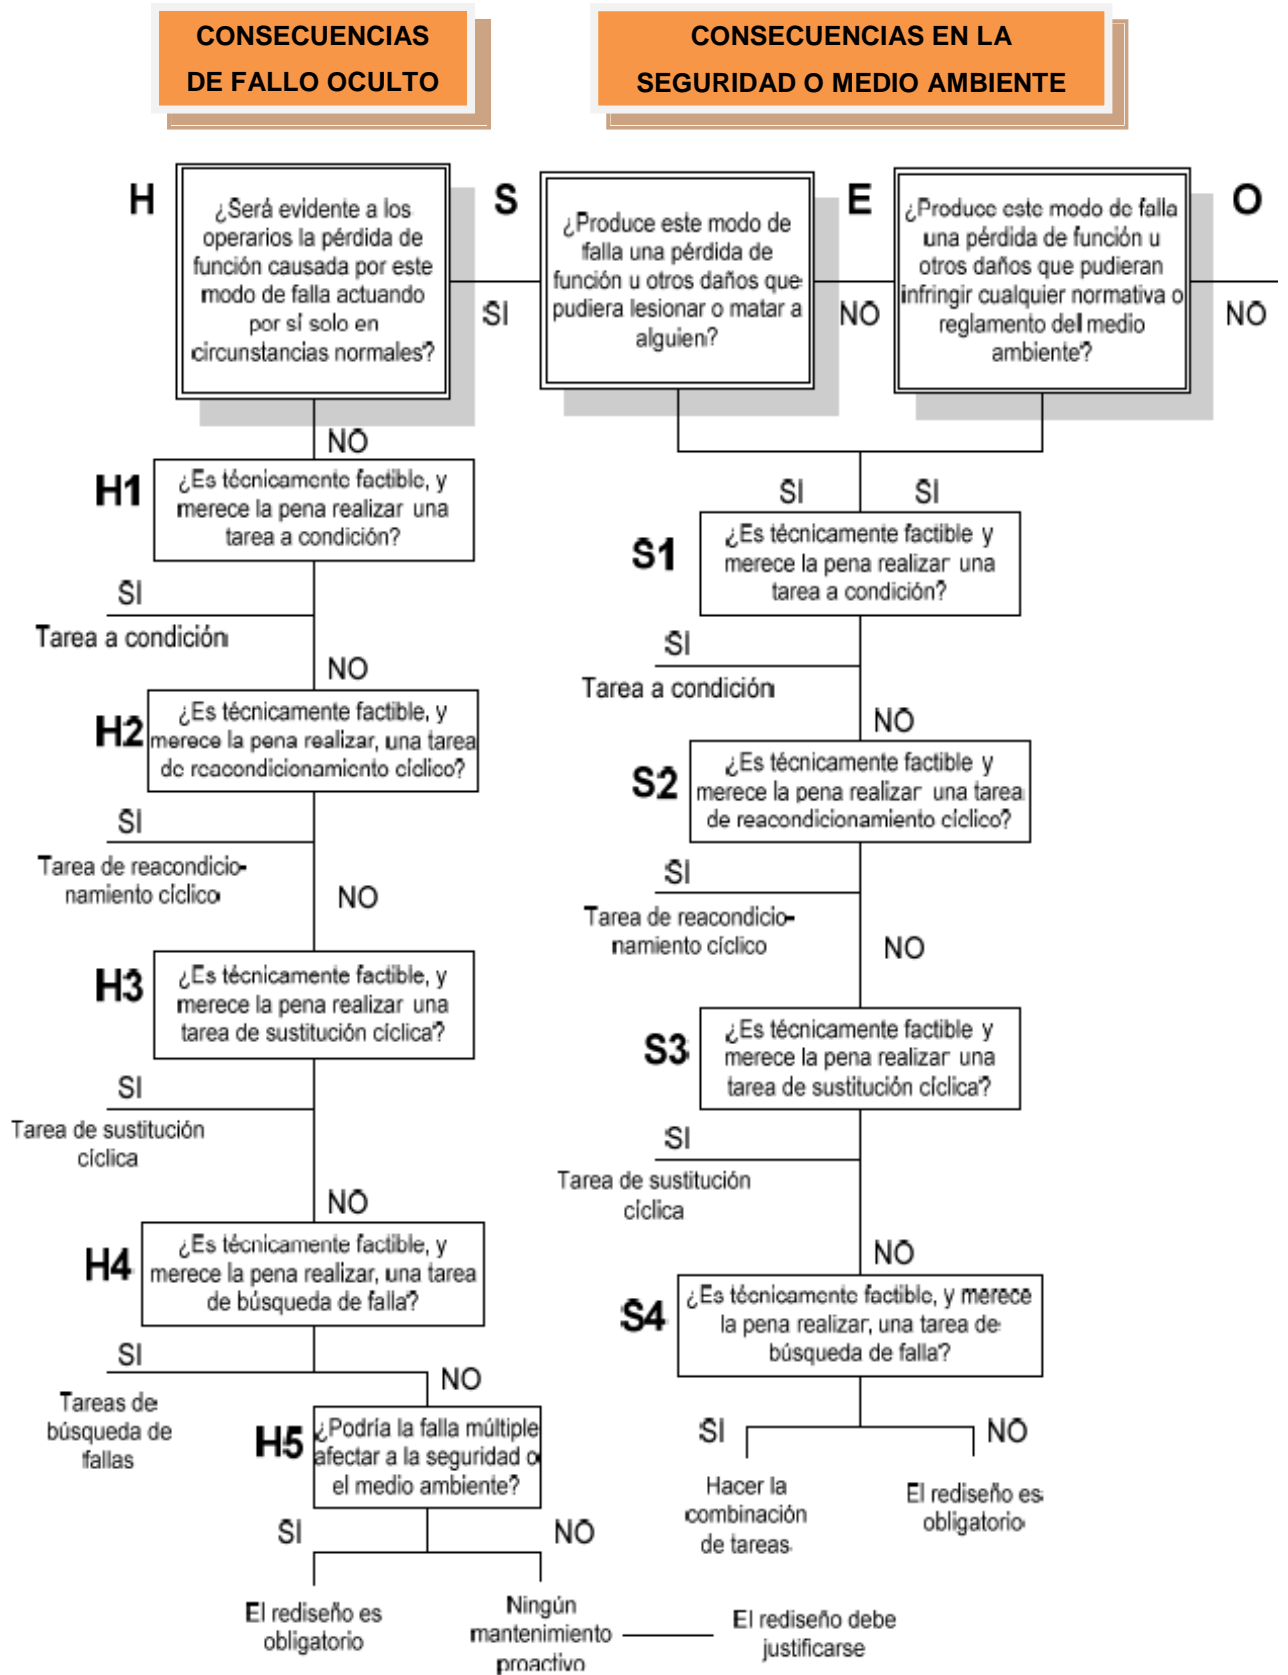 CONSECUENCIAS
DE FALLO OCULTO
CONSECUENCIAS EN LA
SEGURIDAD O MEDIO AMBIENTE
H
¿Será evidente a los
operarios la pérdida de
función causada por este
modo de falla actuando
por sí solo en
circunstancias normales?
SI
S
¿Produce este modo de
falla una pérdida de
función u otros daños que
pudiera lesionar o matar a
alguien?
NO
E
¿Produce este modo de falla
una pérdida de función u
otros daños que pudieran
infringir cualquier normativa o
reglamento del medio
ambiente?
NO
O
NO
H1
¿Es técnicamente factible, y
merece la pena realizar una
tarea a condición?
SI
Tarea a condición
NO
H2
¿Es técnicamente factible, y
merece la pena realizar, una tarea
de reacondicionamiento cíclico?
SI
Tarea de reacondicio-
namiento cíclico
NO
H3
¿Es técnicamente factible, y
merece la pena realizar una
tarea de sustitución cíclica?
SI
Tarea de sustitución
cíclica
NO
H4
¿Es técnicamente factible, y
merece la pena realizar, una tarea
de búsqueda de falla?
SI
Tareas de
búsqueda de
fallas
NO
H5
¿Podría la falla múltiple
afectar a la seguridad o
el medio ambiente?
SI
El rediseño es
obligatorio
NO
Ningún
mantenimiento
proactivo
El rediseño debe
justificarse
SI
SI
S1
¿Es técnicamente factible y
merece la pena realizar una
tarea a condición?
SI
Tarea a condición
NO
S2
¿Es técnicamente factible y
merece la pena realizar una tarea
de reacondicionamiento cíclico?
SI
Tarea de reacondicio-
namiento cíclico
NO
S3
¿Es técnicamente factible y
merece la pena realizar una
tarea de sustitución cíclica?
SI
Tarea de sustitución
cíclica
NO
S4
¿Es técnicamente factible, y merece
la pena realizar, una tarea de
búsqueda de falla?
SI
Hacer la
combinación
de tareas
NO
El rediseño es
obligatorio